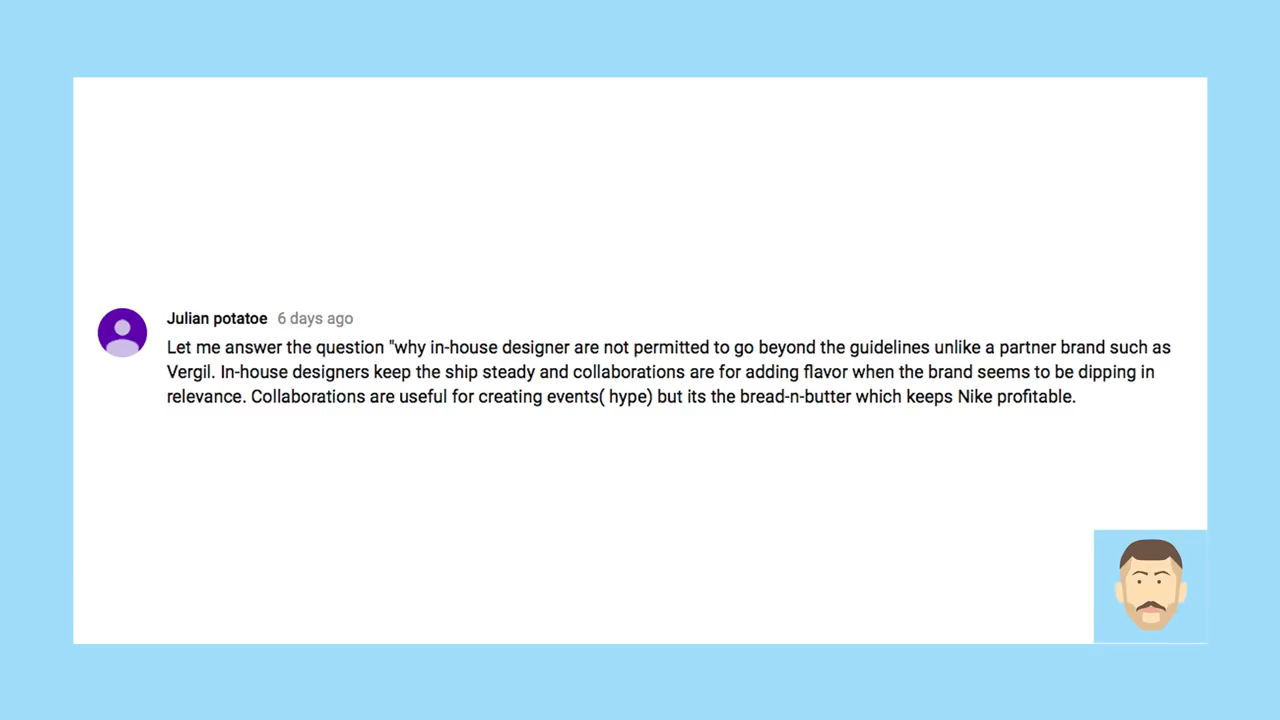 Julian potatoe 6 days ago
Let me answer the question "why in-house designer are not permitted to go beyond the guidelines unlike a partner brand such as
Vergil. In-house designers keep the ship steady and collaborations are for adding flavor when the brand seems to be dipping in
relevance. Collaborations are useful for creating events( hype) but its the bread-n-butter which keeps Nike profitable.